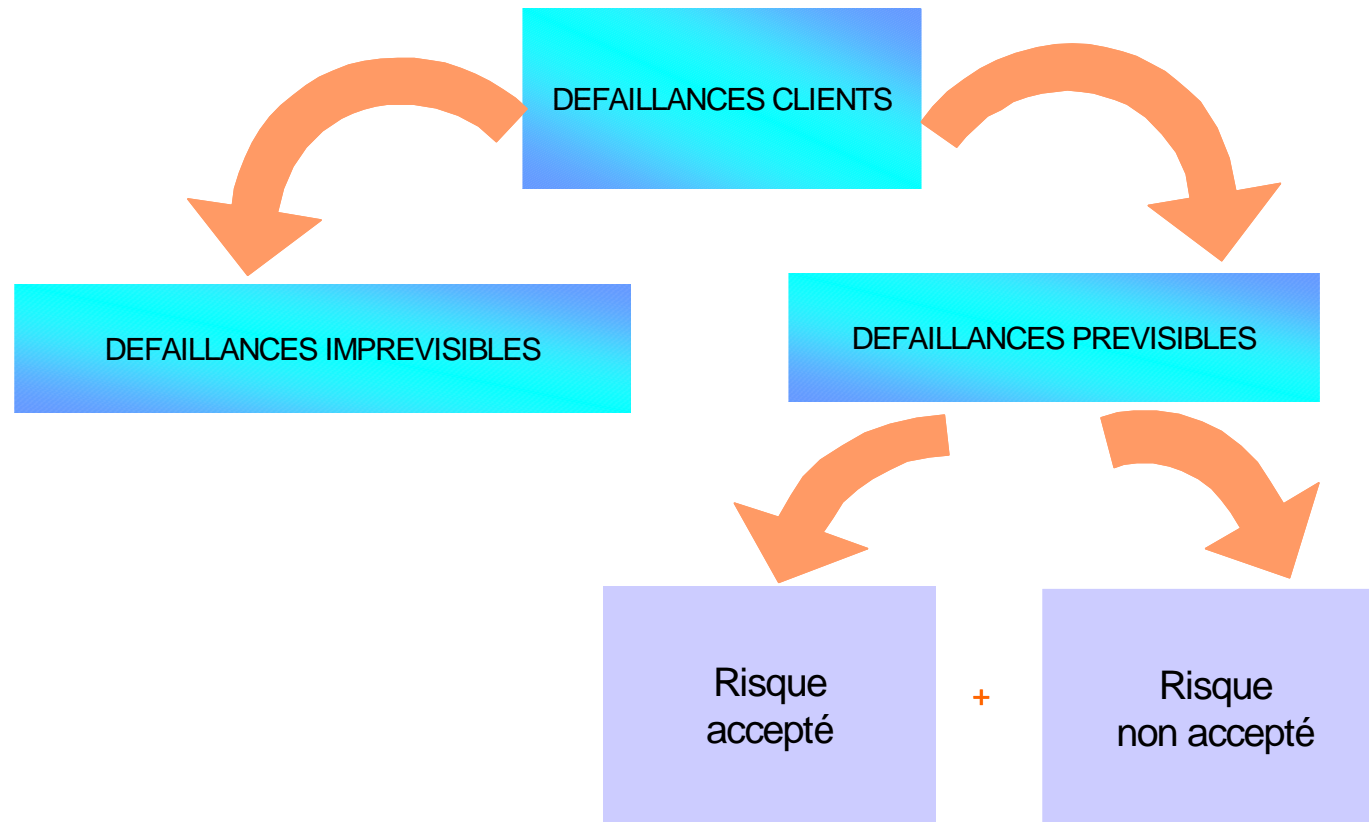 DEFAILLANCES CLIENTS
DEFAILLANCES IMPREVISIBLES
DEFAILLANCES PREVISIBLES
Risque
accepté
+
Risque
non accepté